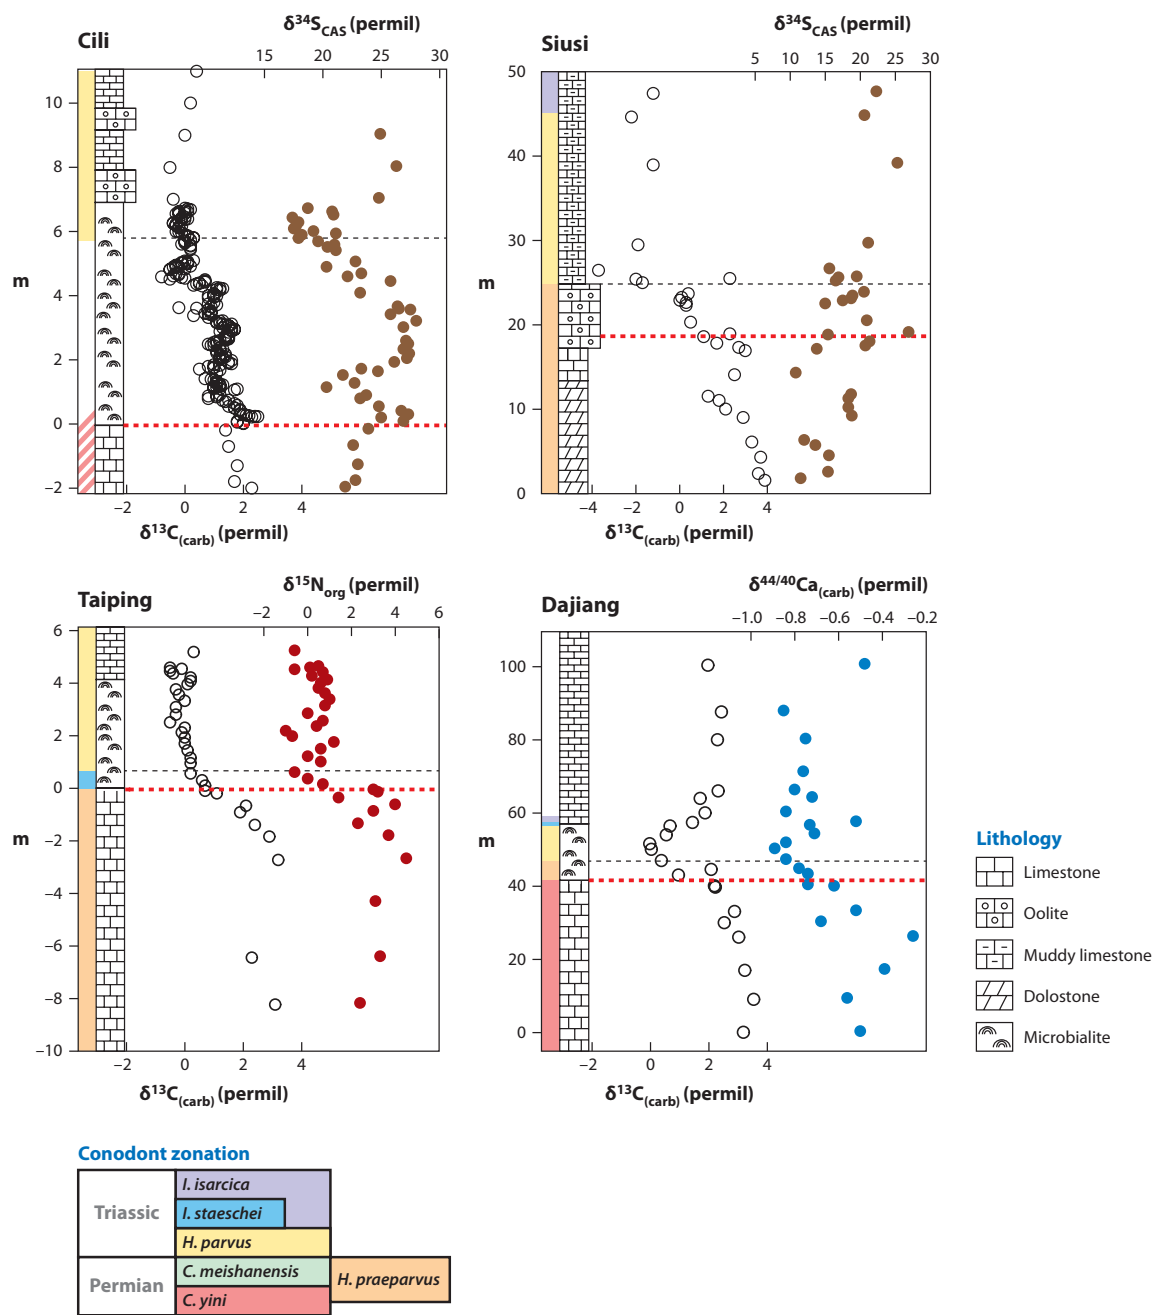 Cili
δ34SCAS (permil)
15 20 25 30
10
8
6
m
4
2
0
−2
−2 0 2 4
δ13C(carb) (permil)
Siusi
δ34SCAS (permil)
5 10 15 20 25 30
50
40
30
m
20
10
0
−4 −2 0 2 4
δ13C(carb) (permil)
Taiping
δ15Norg (permil)
−2 0 2 4 6
6
4
2
0
m
−2
−4
−6
−8
−10
−2 0 2 4
δ13C(carb) (permil)
Dajiang
δ44/40Ca(carb) (permil)
−1.0 −0.8 −0.6 −0.4 −0.2
100
80
60
m
40
20
0
−2 0 2 4
δ13C(carb) (permil)
Lithology
Limestone
Oolite
Muddy limestone
Dolostone
Microbialite
Conodont zonation
Triassic
I. isarcica
I. staeschei
H. parvus
Permian
C. meishanensis
H. praeparvus
C. yini